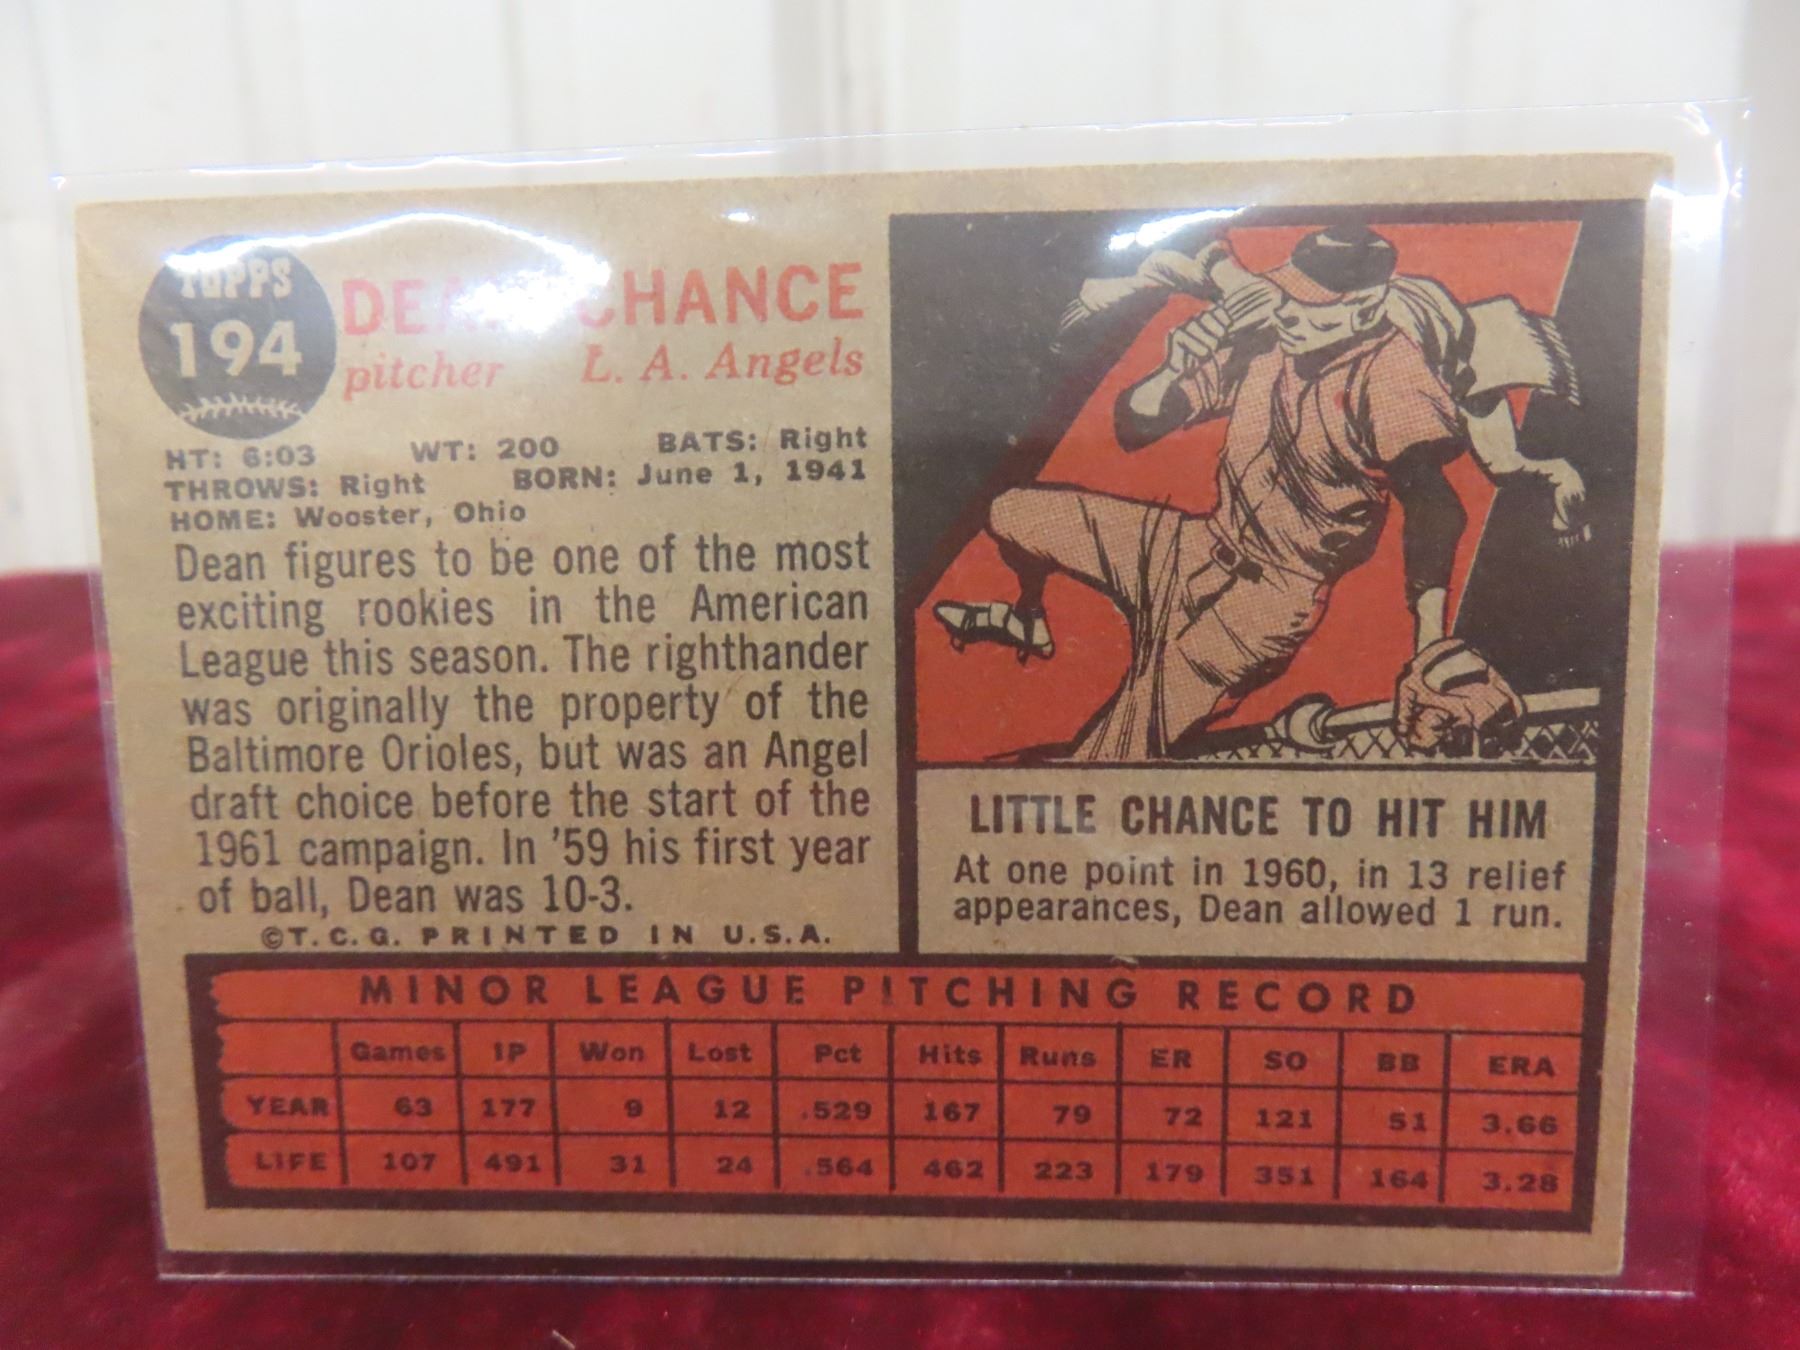 TOPPS
194
DEAN CHANCE
pitcher L. A. Angels
HT: 6:03 WT: 200 BATS: Right
THROWS: Right BORN: June 1, 1941
HOME: Wooster, Ohio
Dean figures to be one of the most
exciting rookies in the American
League this season. The righthander
was originally the property of the
Baltimore Orioles, but was an Angel
draft choice before the start of the
1961 campaign. In '59 his first year
of ball, Dean was 10-3.
©T. C. G. PRINTED IN U.S.A.
LITTLE CHANCE TO HIT HIM
At one point in 1960, in 13 relief
appearances, Dean allowed 1 run.
MINOR LEAGUE PITCHING RECORD
Games IP Won Lost Pct Hits Runs ER SO BB ERA
YEAR 63 177 9 12 .529 167 79 72 121 51 3.66
LIFE 107 491 31 24 .564 462 223 179 351 164 3.28